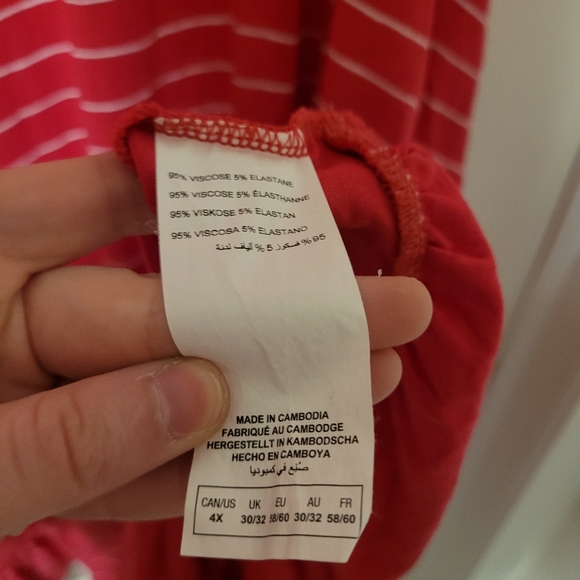 95% VISCOSE 5% ELASTANE
95% VISCOSE 5% ÉLASTHANNE
95% VISKOSE 5% ELASTAN
95% VISCOSA 5% ELASTANO
95% فسكوز 5% ألياف لدنة
MADE IN CAMBODIA
FABRIQUÉ AU CAMBODGE
HERGESTELLT IN KAMBODSCHA
HECHO EN CAMBOYA
صُنِع في كمبوديا
CAN/US UK EU AU FR
4X 30/32 58/60 30/32 58/60